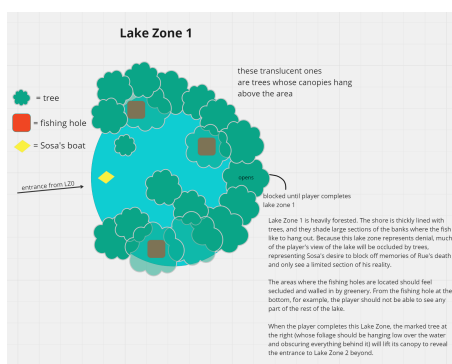 Lake Zone 1
these translucent ones
are trees whose canopies hang
above the area
= tree
= fishing hole
= Sosa's boat
entrance from LZ0
opens
blocked until player completes
lake zone 1
Lake Zone 1 is heavily forested. The shore is thickly lined with
trees, and they shade large sections of the banks where the fish
like to hang out. Because this lake zone represents denial, much
of the player's view of the lake will be occluded by trees,
representing Sosa's desire to block off memories of Rue's death
and only see a limited section of his reality.
The areas where the fishing holes are located should feel
secluded and walled in by greenery. From the fishing hole at the
bottom, for example, the player should not be able to see any
part of the rest of the lake.
When the player completes this Lake Zone, the marked tree at
the right (whose foliage should be hanging low over the water
and obscuring everything behind it) will lift its canopy to reveal
the entrance to Lake Zone 2 beyond.